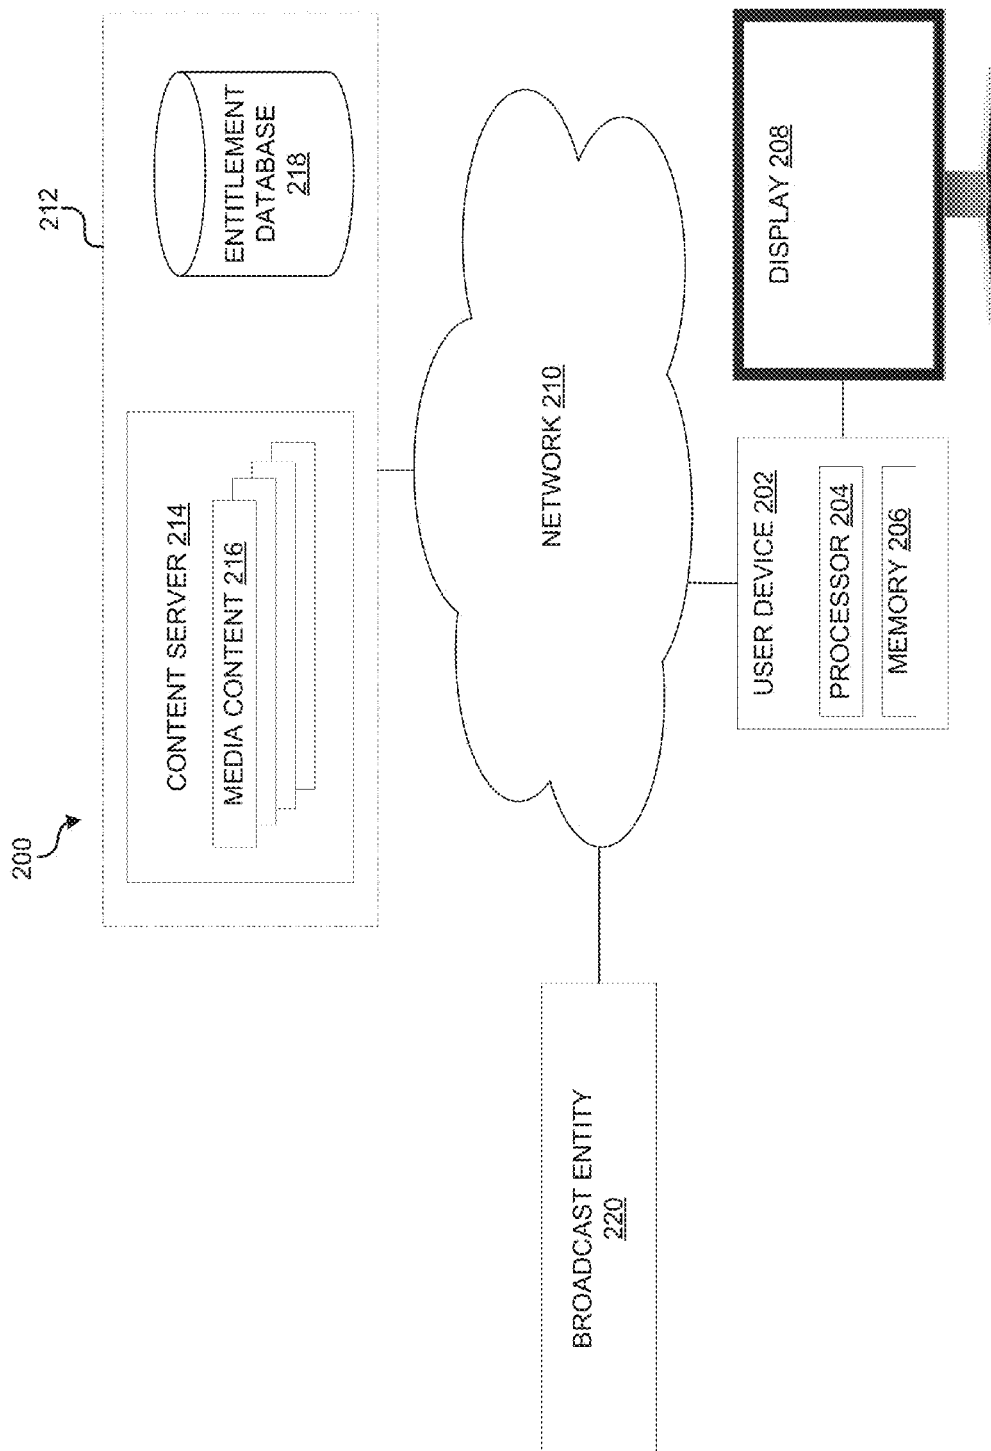 200
212
CONTENT SERVER 214
MEDIA CONTENT 216
ENTITLEMENT
DATABASE
218
NETWORK 210
BROADCAST ENTITY
220
USER DEVICE 202
PROCESSOR 204
MEMORY 206
DISPLAY 208